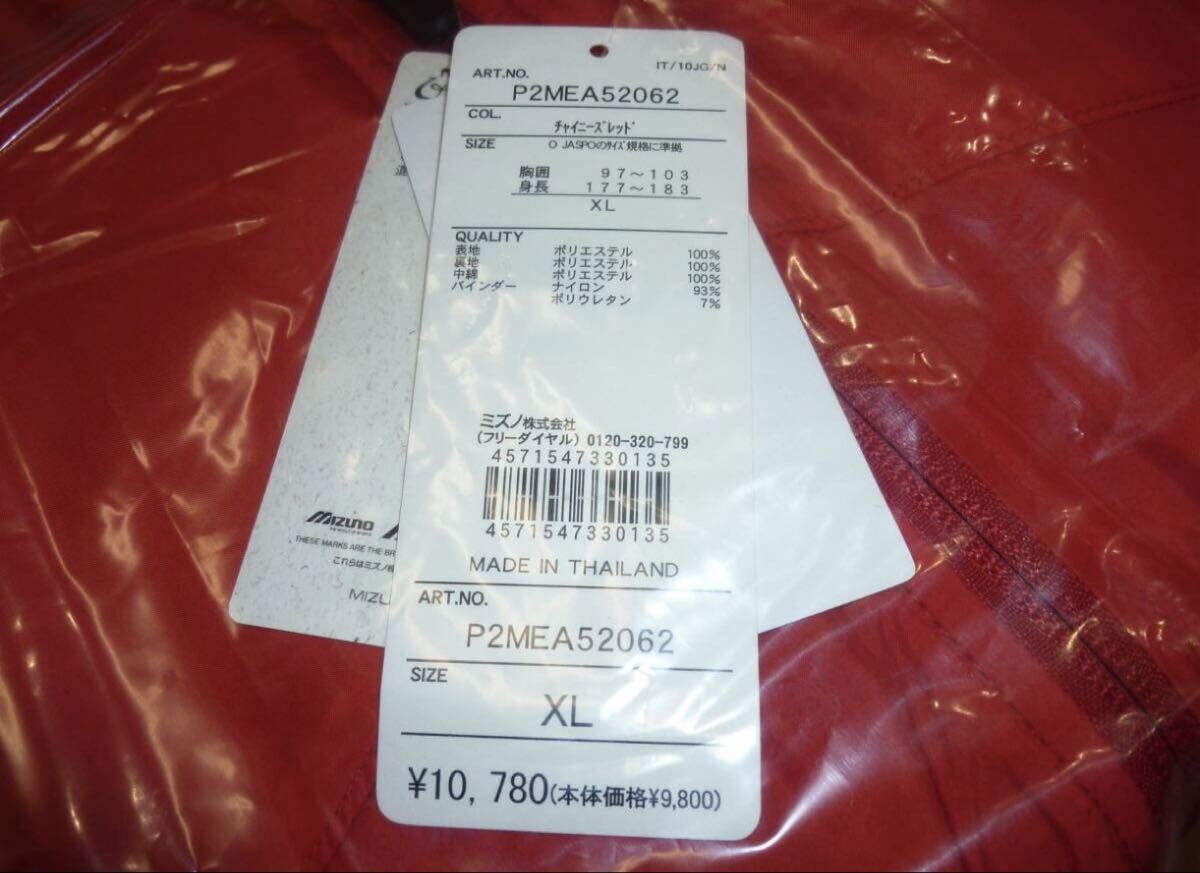 IT/10JG/N
ART.NO.
P2MEA52062
COL.
ﾁｬｲﾆｰｽﾞﾚｯﾄﾞ
SIZE O JASPOのｻｲｽﾞ規格に準拠
胸囲 97～103
身長 177～183
XL
QUALITY
表地 ポリエステル 100%
裏地 ポリエステル 100%
中綿 ポリエステル 100%
バインダー ナイロン 93%
ポリウレタン 7%
ミズノ株式会社
(フリーダイヤル) 0120-320-799
4571547330135
4571547330135
MADE IN THAILAND
ART.NO.
P2MEA52062
SIZE
XL
¥10,780(本体価格¥9,800)
MIZUNO
THESE MARKS ARE THE BR
これらはミズノ
MIZU